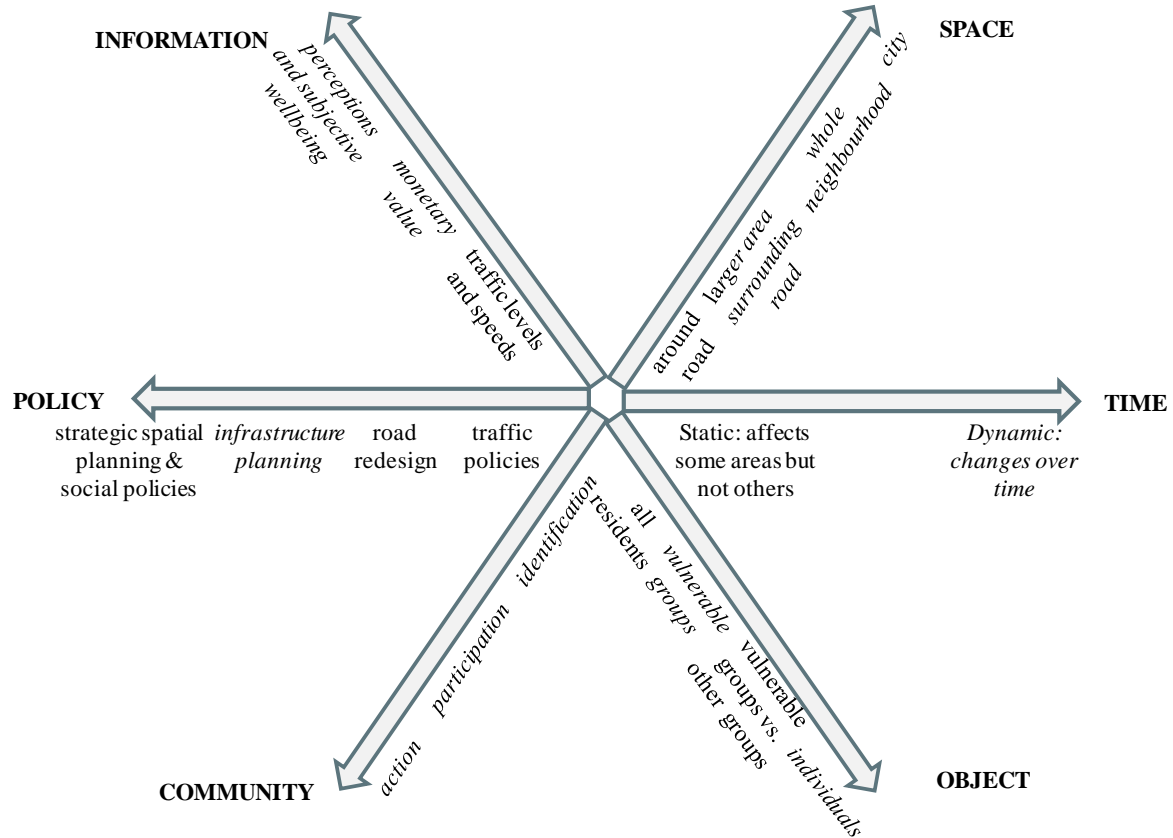 INFORMATION
perceptions
and subjective
wellbeing
monetary
value
traffic levels
and speeds
SPACE
city
whole
neighbourhood
larger area
surrounding
road
around
road
POLICY
strategic spatial
planning &
social policies
infrastructure
planning
road
redesign
traffic
policies
TIME
Static: affects
some areas but
not others
Dynamic:
changes over
time
COMMUNITY
identification
participation
action
OBJECT
all
residents
vulnerable
groups
vulnerable
groups vs.
other groups
individuals